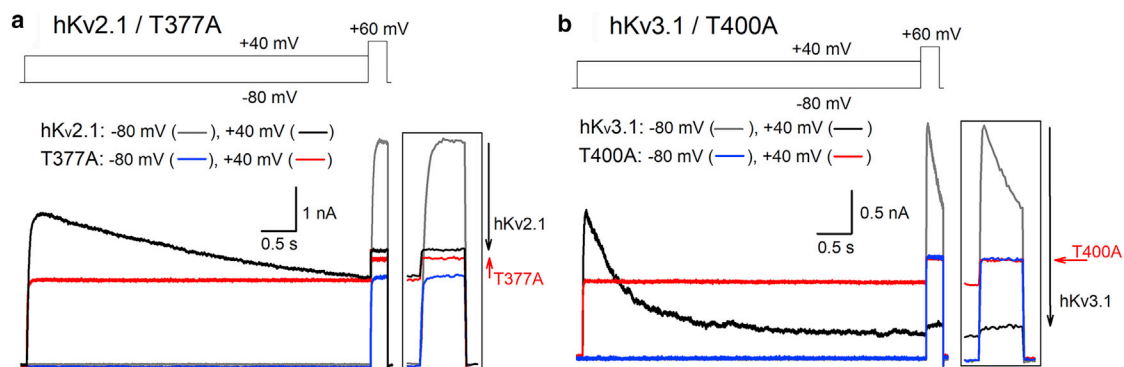 a hKv2.1 / T377A
+60 mV
+40 mV
-80 mV
hKv2.1: -80 mV ( ), +40 mV ( )
T377A: -80 mV ( ), +40 mV ( )
1 nA
0.5 s
hKv2.1
T377A
b hKv3.1 / T400A
+60 mV
+40 mV
-80 mV
hKv3.1: -80 mV ( ), +40 mV ( )
T400A: -80 mV ( ), +40 mV ( )
0.5 nA
0.5 s
T400A
hKv3.1